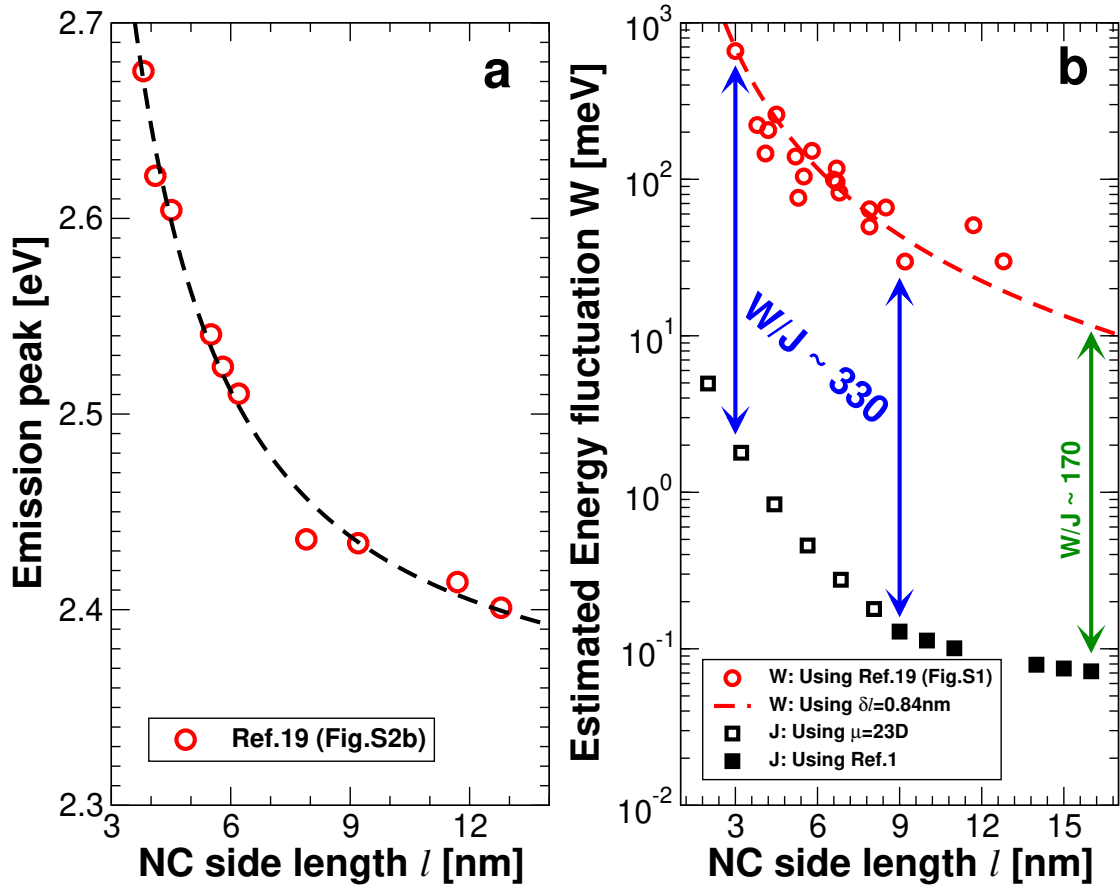 a
Emission peak [eV]
2.7
2.6
2.5
2.4
2.3
3
6
9
12
NC side length l [nm]
Ref.19 (Fig.S2b)
b
Estimated Energy fluctuation W [meV]
10^3
10^2
10^1
10^0
10^-1
10^-2
3
6
9
12
15
NC side length l [nm]
W/J ~ 330
W/J ~ 170
W: Using Ref.19 (Fig.S1)
W: Using δl=0.84nm
J: Using μ=23D
J: Using Ref.1